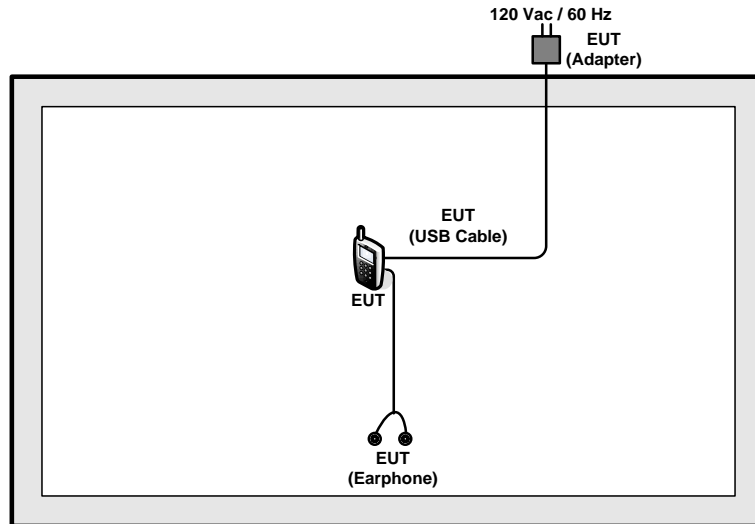 120 Vac / 60 Hz
EUT
(Adapter)
EUT
(USB Cable)
EUT
EUT
(Earphone)